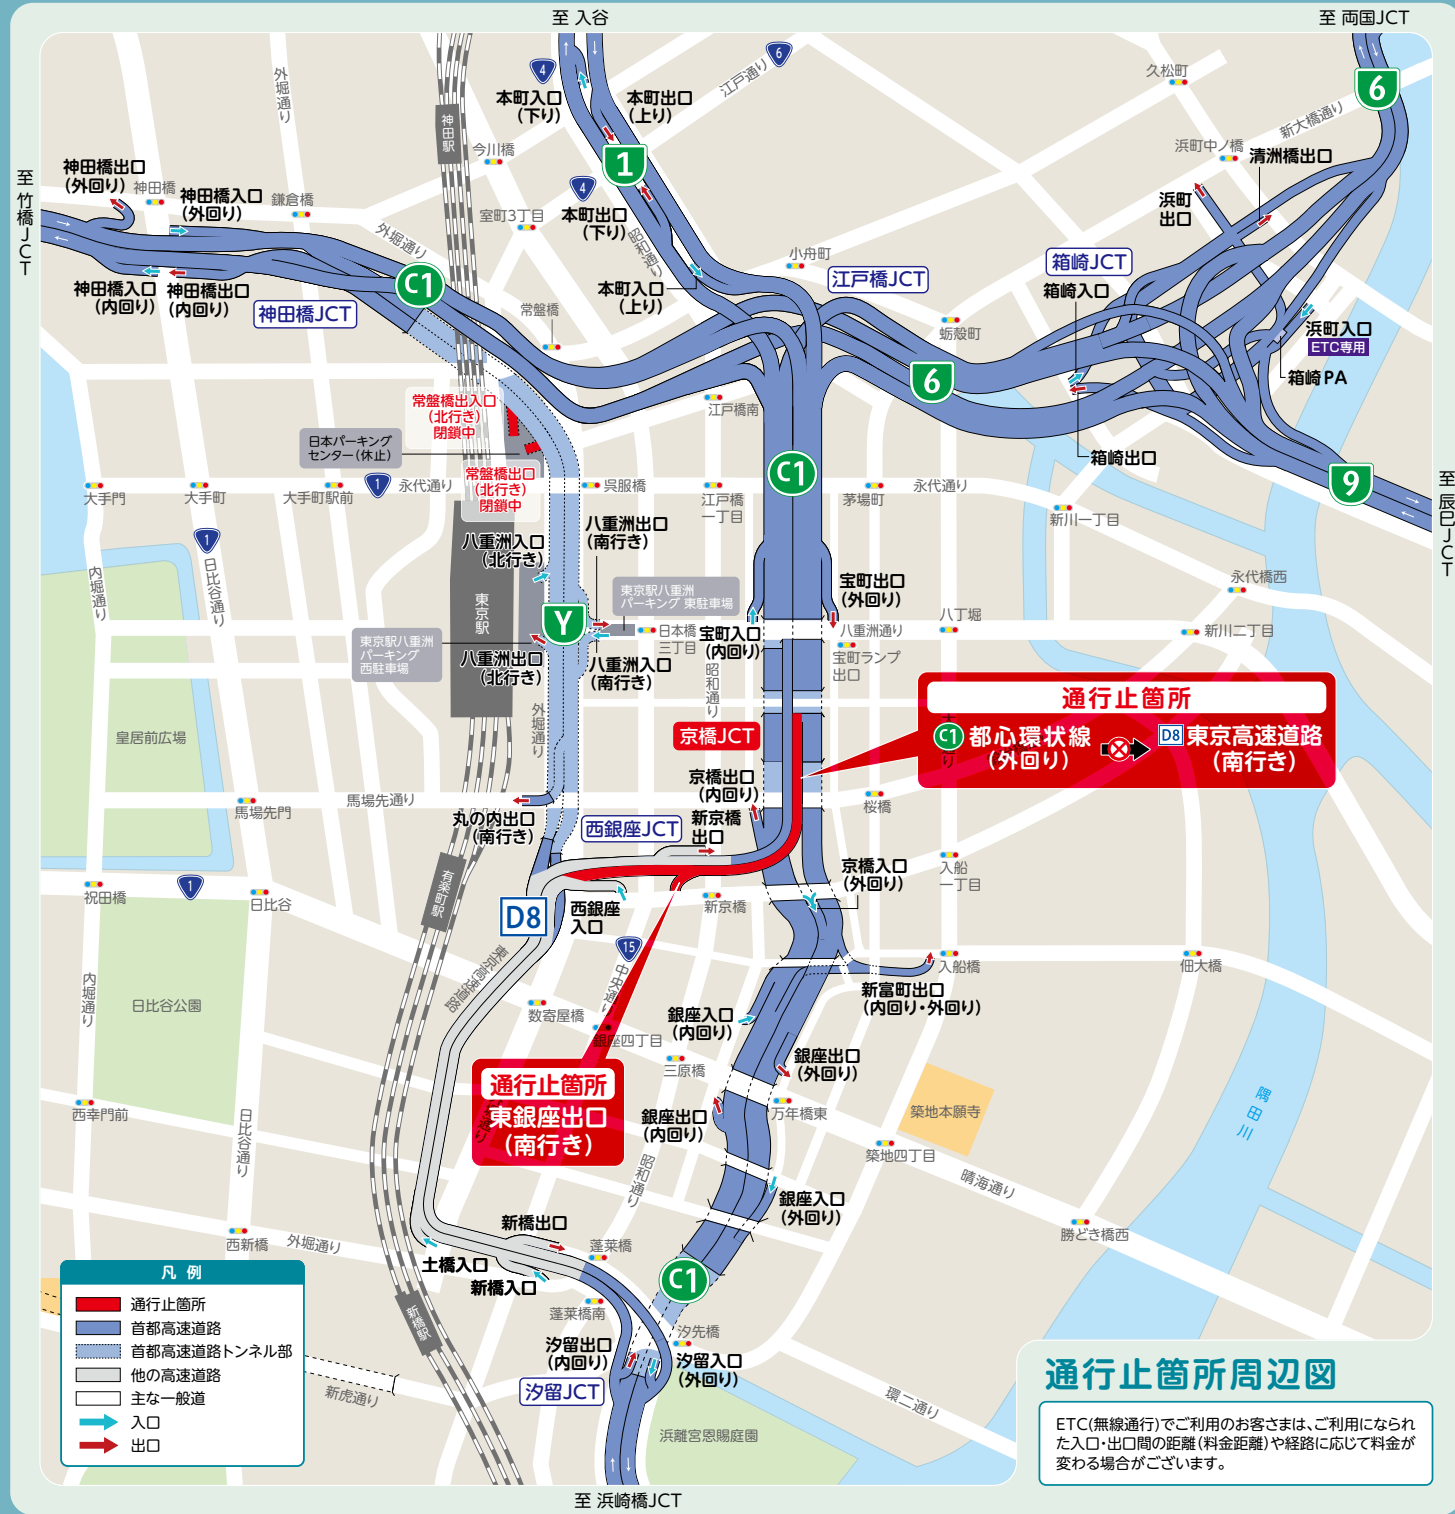 至 入谷
至 両国JCT
外堀通り
神田駅
4
本町入口
(下り)
本町出口
(上り)
江戸通り
6
久松町
6
新大橋通り
至 竹橋JCT
神田橋出口
(外回り)
神田橋
神田橋入口
(外回り)
鎌倉橋
今川橋
1
4
室町3丁目
本町出口
(下り)
昭和通り
浜町中ノ橋
清洲橋出口
浜町
出口
外堀通り
小舟町
江戸橋JCT
箱崎JCT
箱崎入口
神田橋入口
(内回り)
神田橋出口
(内回り)
神田橋JCT
C1
本町入口
(上り)
常盤橋
蛎殻町
浜町入口
ETC専用
箱崎PA
6
常盤橋出入口
(北行き)
閉鎖中
江戸橋南
日本パーキング
センター(休止)
常盤橋出口
(北行き)
閉鎖中
C1
箱崎出口
9
至 辰巳JCT
大手門
大手町
大手町駅前
1
永代通り
呉服橋
江戸橋
一丁目
茅場町
永代通り
新川一丁目
1
日比谷通り
内堀通り
八重洲入口
(北行き)
八重洲出口
(南行き)
東京駅
東京駅八重洲
パーキング 東駐車場
宝町出口
(外回り)
永代橋西
八丁堀
Y
日本橋
三丁目
宝町入口
(内回り)
八重洲通り
新川二丁目
東京駅八重洲
パーキング
西駐車場
八重洲出口
(北行き)
八重洲入口
(南行き)
昭和通り
宝町ランプ
出口
外堀通り
皇居前広場
京橋JCT
通行止箇所
C1 都心環状線
(外回り)
D8 東京高速道路
(南行き)
京橋出口
(内回り)
馬場先門
馬場先通り
丸の内出口
(南行き)
西銀座JCT
新京橋
出口
桜橋
入船
一丁目
有楽町駅
京橋入口
(外回り)
祝田橋
1
日比谷
D8
西銀座
入口
新京橋
15
中央通り
東京高速道路
入船橋
佃大橋
内堀通り
日比谷公園
数寄屋橋
銀座四丁目
銀座入口
(内回り)
新富町出口
(内回り・外回り)
三原橋
銀座出口
(外回り)
通行止箇所
東銀座出口
(南行き)
西幸門前
日比谷通り
銀座出口
(内回り)
万年橋東
築地本願寺
隅田川
築地四丁目
昭和通り
晴海通り
銀座入口
(外回り)
西新橋
外堀通り
新橋出口
蓬莱橋
勝どき橋西
土橋入口
新橋入口
C1
凡 例
通行止箇所
首都高速道路
首都高速道路トンネル部
他の高速道路
主な一般道
入口
出口
新橋駅
蓬莱橋南
汐先橋
汐留出口
(内回り)
汐留入口
(外回り)
汐留JCT
新虎通り
環二通り
浜離宮恩賜庭園
至 浜崎橋JCT
通行止箇所周辺図
ETC(無線通行)でご利用のお客さまは、ご利用になられ
た入口・出口間の距離(料金距離)や経路に応じて料金が
変わる場合がございます。